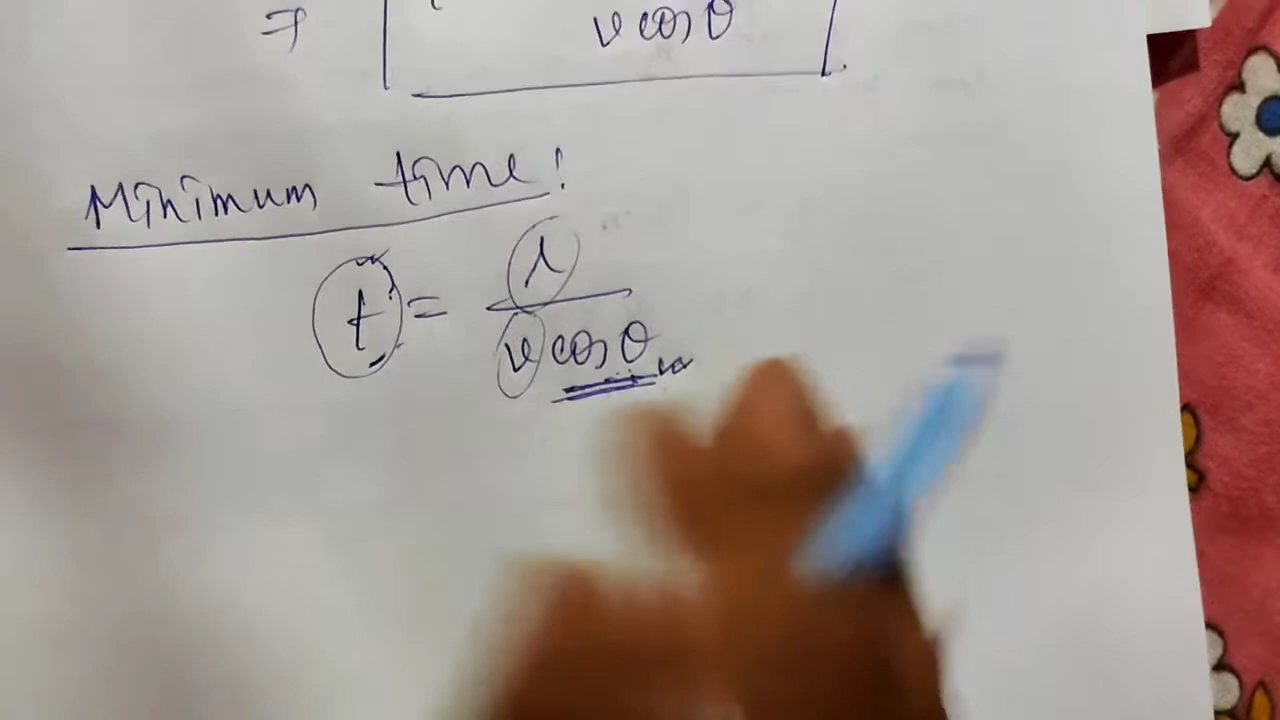 ⇒ v cos θ
Minimum time:
t = λ / v cos θ